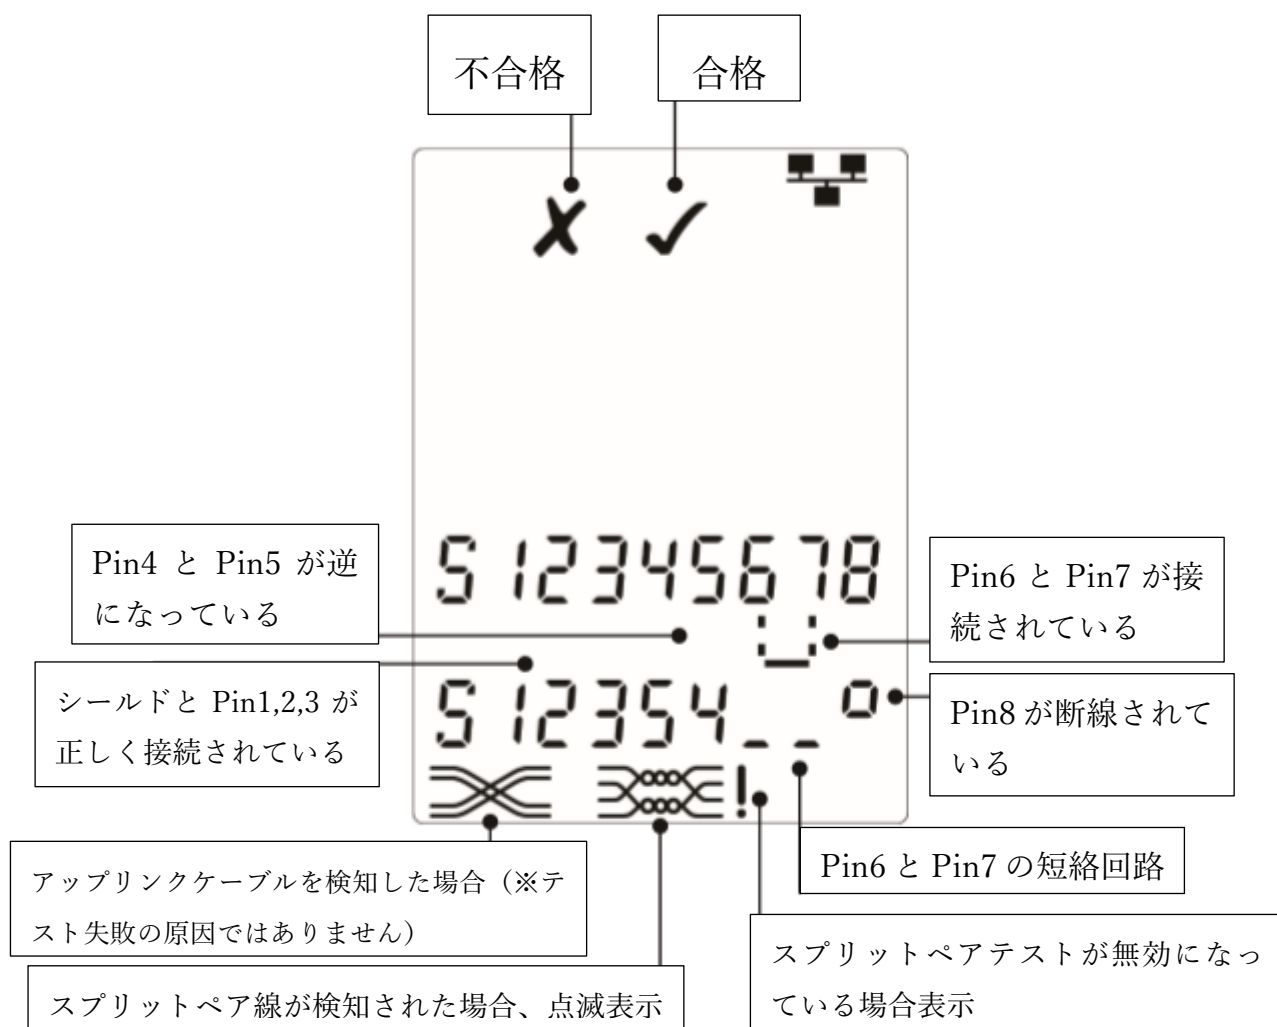 不合格
合格
S12345678
Pin4 と Pin5 が逆
になっている
Pin6 と Pin7 が接
続されている
シールドと Pin1,2,3 が
正しく接続されている
S12354_ _ o
Pin8 が断線されて
いる
!
アップリンクケーブルを検知した場合（※テ
スト失敗の原因ではありません）
Pin6 と Pin7 の短絡回路
スプリットペアテストが無効になっ
ている場合表示
スプリットペア線が検知された場合、点滅表示